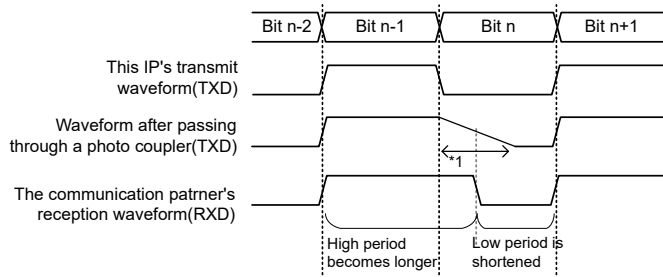 Bit n-2 Bit n-1 Bit n Bit n+1
This IP's transmit
waveform(TXD)
Waveform after passing
through a photo coupler(TXD)
*1
The communication patrner's
reception waveform(RXD)
High period
becomes longer
Low period is
shortened